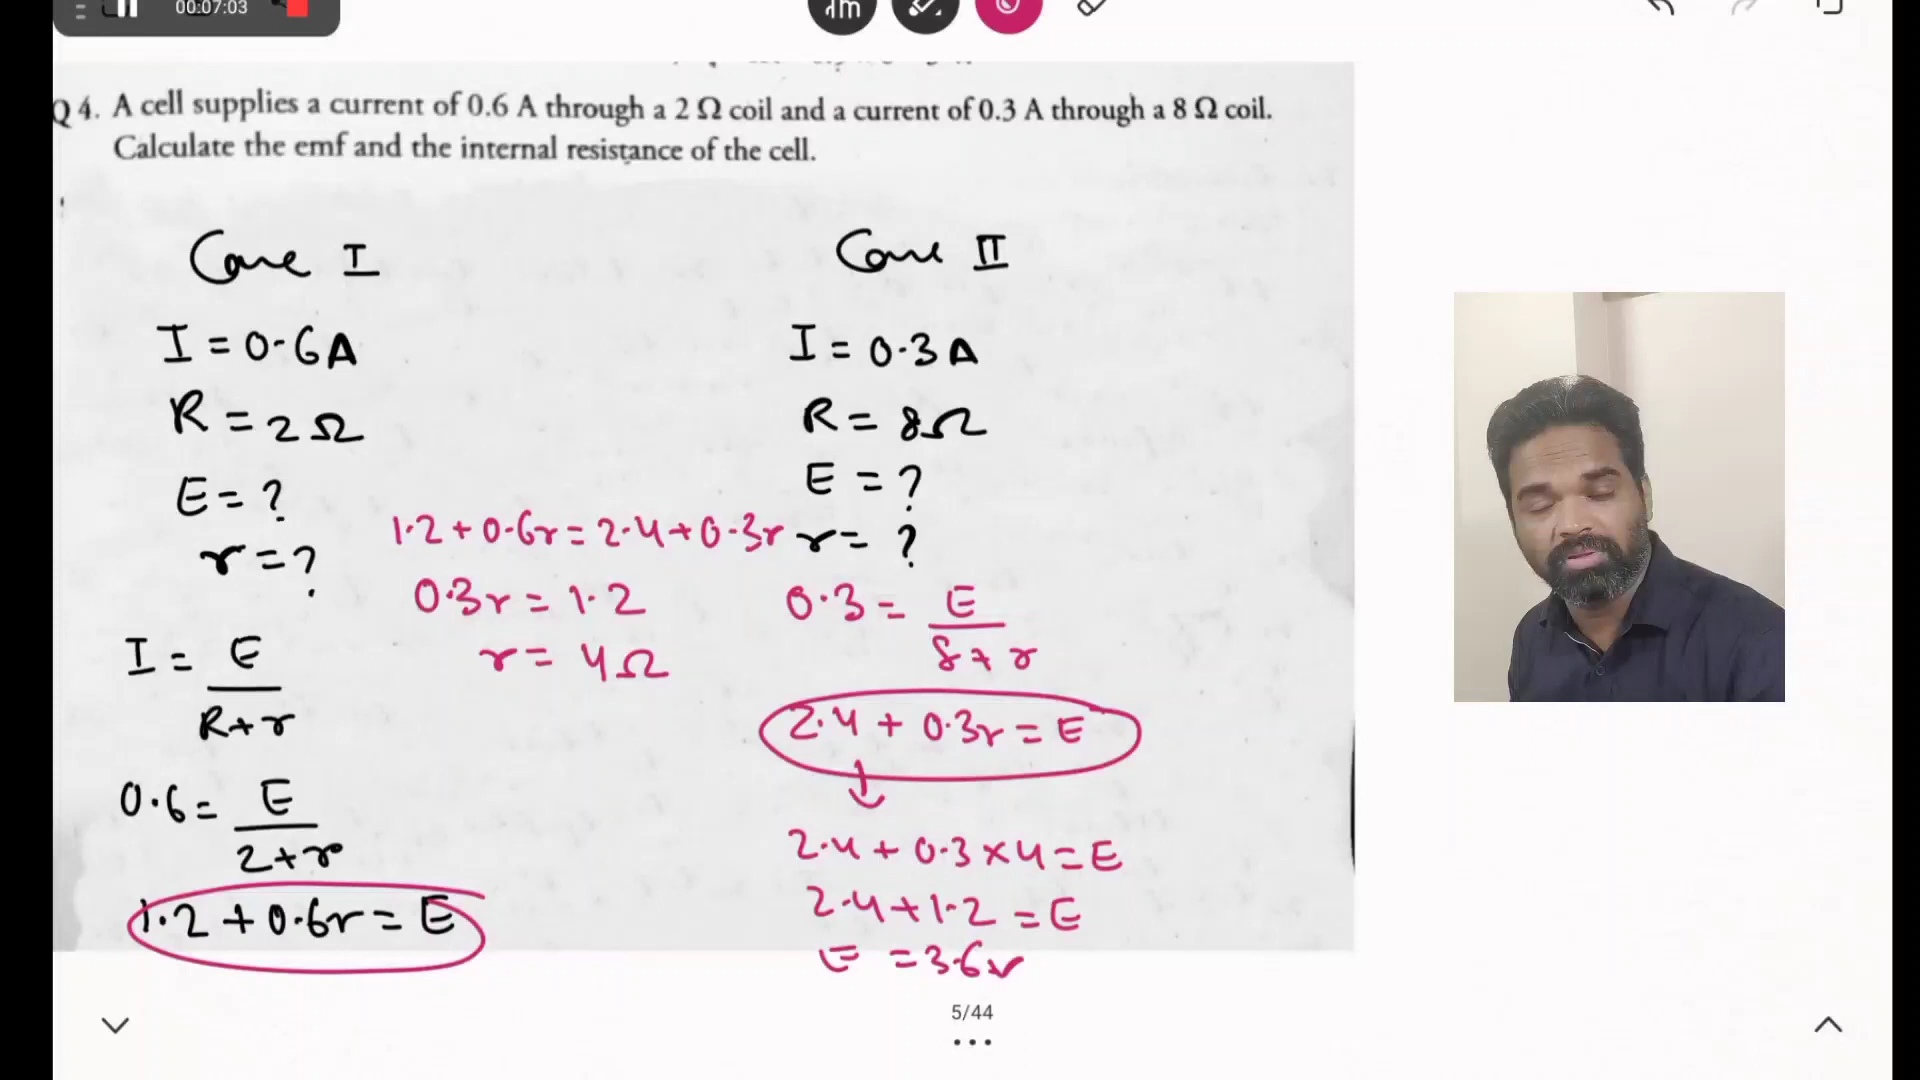 00:07:03
Q 4. A cell supplies a current of 0.6 A through a 2 Ω coil and a current of 0.3 A through a 8 Ω coil.
Calculate the emf and the internal resistance of the cell.
Case I
I = 0.6A
R = 2Ω
E = ?
r = ?
I = E / R+r
0.6 = E / 2+r
1.2 + 0.6r = E
1.2 + 0.6r = 2.4 + 0.3r
0.3r = 1.2
r = 4Ω
Case II
I = 0.3A
R = 8Ω
E = ?
r = ?
0.3 = E / 8+r
2.4 + 0.3r = E
2.4 + 0.3 × 4 = E
2.4 + 1.2 = E
E = 3.6v
5/44